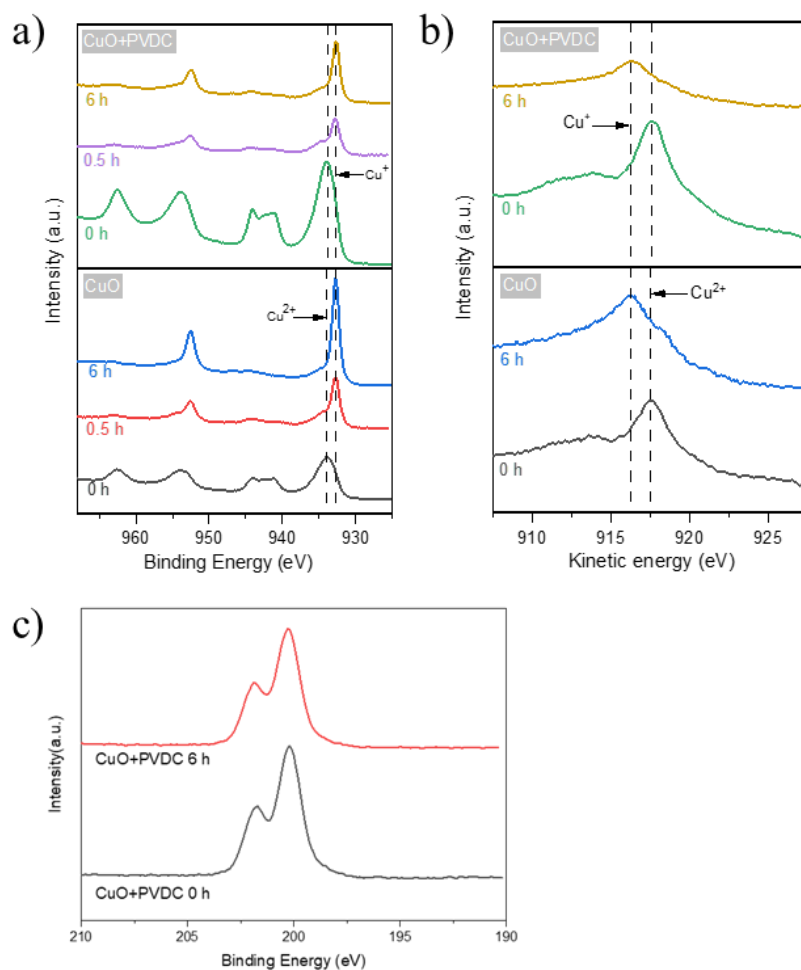 a)
CuO+PVDC
6 h
0.5 h
Cu+
0 h
CuO
Cu2+
6 h
0.5 h
0 h
Intensity (a.u.)
960 950 940 930
Binding Energy (eV)
b)
CuO+PVDC
6 h
Cu+
0 h
CuO
Cu2+
6 h
0 h
Intensity (a.u.)
910 915 920 925
Kinetic energy (eV)
c)
CuO+PVDC 6 h
CuO+PVDC 0 h
Intensity(a.u.)
210 205 200 195 190
Binding Energy (eV)